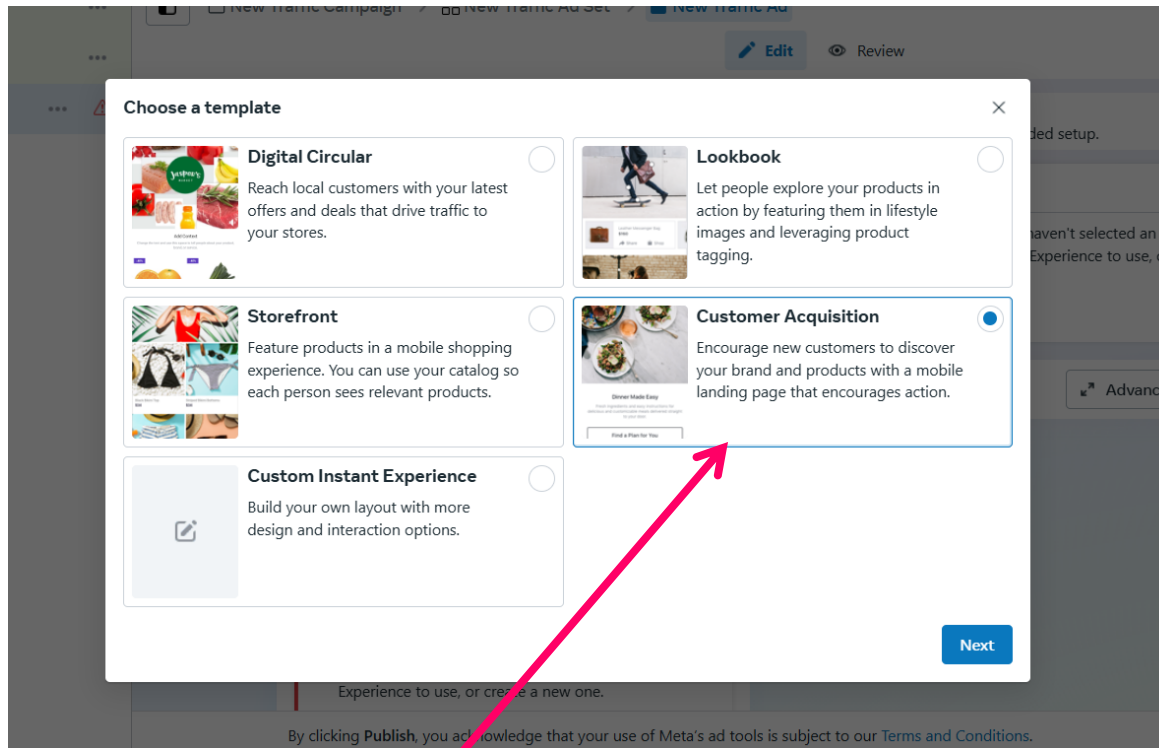 New Traffic Campaign > New Traffic Ad Set > New Traffic Ad
Edit Review
Choose a template
ded setup.
Digital Circular
Reach local customers with your latest
offers and deals that drive traffic to
your stores.
Lookbook
Let people explore your products in
action by featuring them in lifestyle
images and leveraging product
tagging.
haven't selected an
Experience to use,
Storefront
Feature products in a mobile shopping
experience. You can use your catalog so
each person sees relevant products.
Customer Acquisition
Encourage new customers to discover
your brand and products with a mobile
landing page that encourages action.
Dinner Made Easy
Find a Plan for You
Advanc
Custom Instant Experience
Build your own layout with more
design and interaction options.
Next
Experience to use, or create a new one.
By clicking Publish, you acknowledge that your use of Meta's ad tools is subject to our Terms and Conditions.